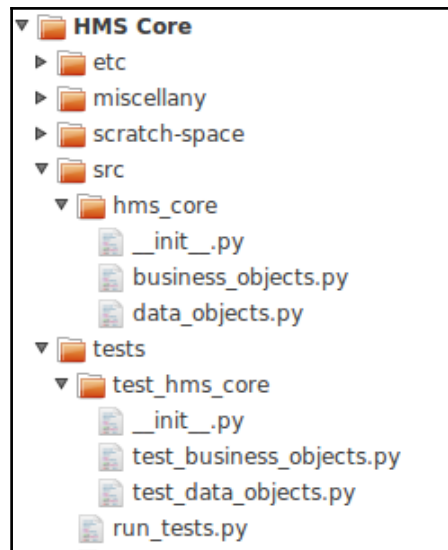 HMS Core
etc
miscellany
scratch-space
src
hms_core
__init__.py
business_objects.py
data_objects.py
tests
test_hms_core
__init__.py
test_business_objects.py
test_data_objects.py
run_tests.py